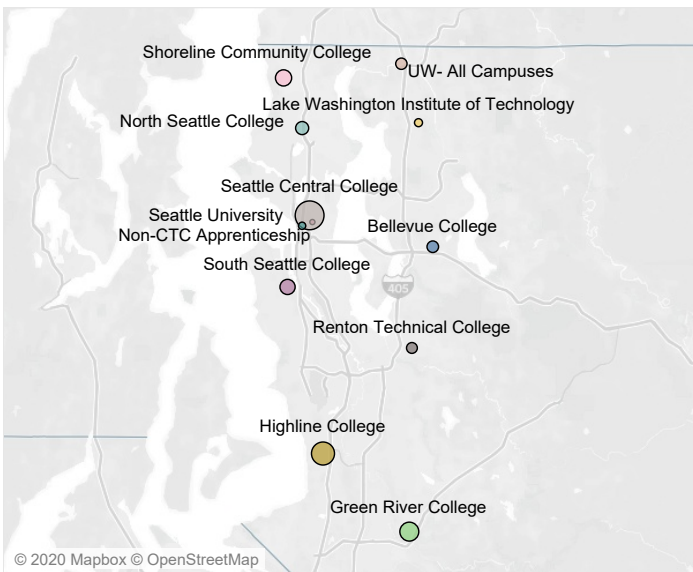 Shoreline Community College
UW- All Campuses
Lake Washington Institute of Technology
North Seattle College
Seattle Central College
Seattle University
Non-CTC Apprenticeship
Bellevue College
South Seattle College
405
Renton Technical College
Highline College
Green River College
© 2020 Mapbox © OpenStreetMap